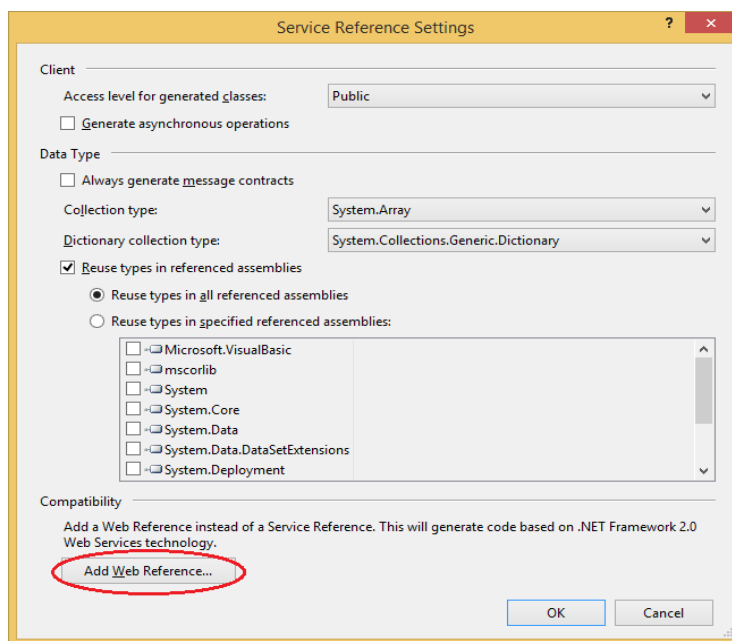 Service Reference Settings
?
Client
Access level for generated classes:
Public
Generate asynchronous operations
Data Type
Always generate message contracts
Collection type:
System.Array
Dictionary collection type:
System.Collections.Generic.Dictionary
Reuse types in referenced assemblies
Reuse types in all referenced assemblies
Reuse types in specified referenced assemblies:
Microsoft.VisualBasic
mscorlib
System
System.Core
System.Data
System.Data.DataSetExtensions
System.Deployment
Compatibility
Add a Web Reference instead of a Service Reference. This will generate code based on .NET Framework 2.0
Web Services technology.
Add Web Reference...
OK
Cancel